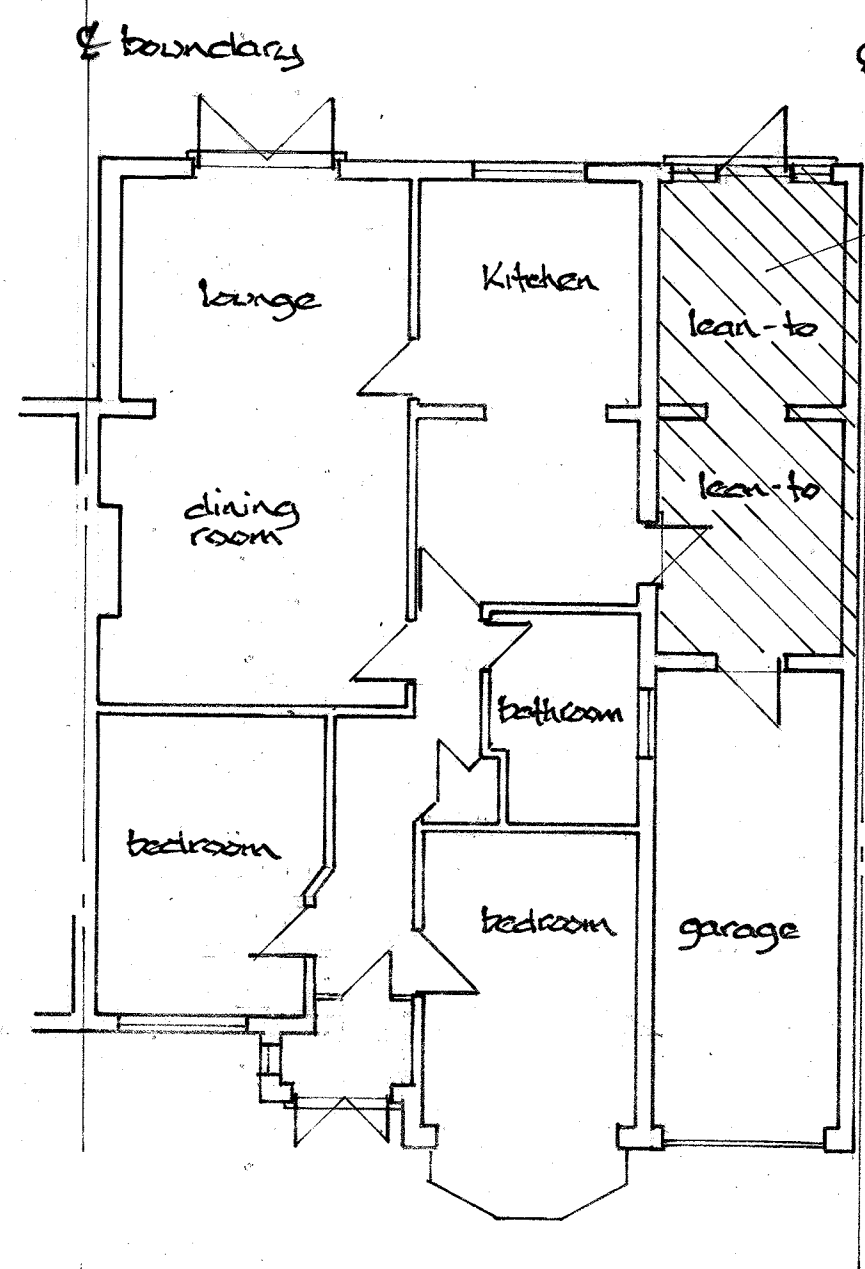 ℄ boundary
℄
lounge
Kitchen
lean-to
lean-to
dining
room
bathroom
bedroom
bedroom
garage